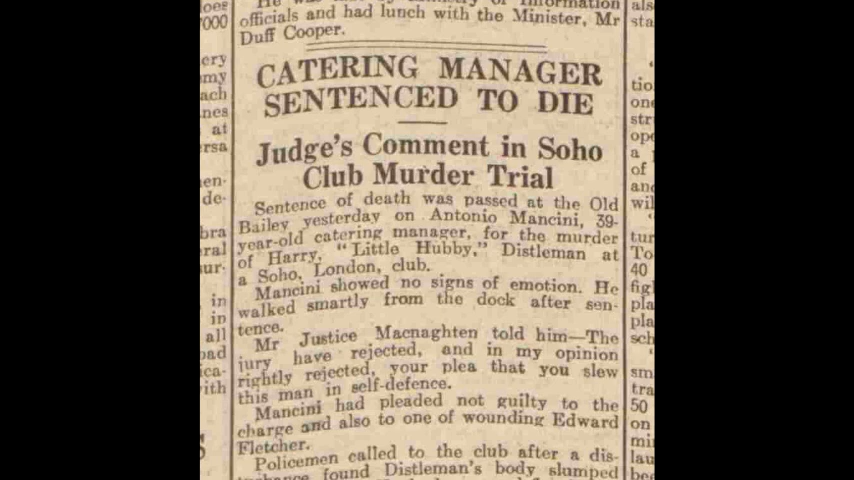 officials and had lunch with the Minister, Mr
Duff Cooper.
CATERING MANAGER
SENTENCED TO DIE
Judge's Comment in Soho
Club Murder Trial
Sentence of death was passed at the Old
Bailey yesterday on Antonio Mancini, 39-
year-old catering manager, for the murder
of Harry, "Little Hubby," Distleman at
a Soho, London, club.
Mancini showed no signs of emotion. He
walked smartly from the dock after sen-
tence.
Mr Justice Macnaghten told him—The
jury have rejected, and in my opinion
rightly rejected, your plea that you slew
this man in self-defence.
Mancini had pleaded not guilty to the
charge and also to one of wounding Edward
Fletcher.
Policemen called to the club after a dis-
found Distleman's body slumped